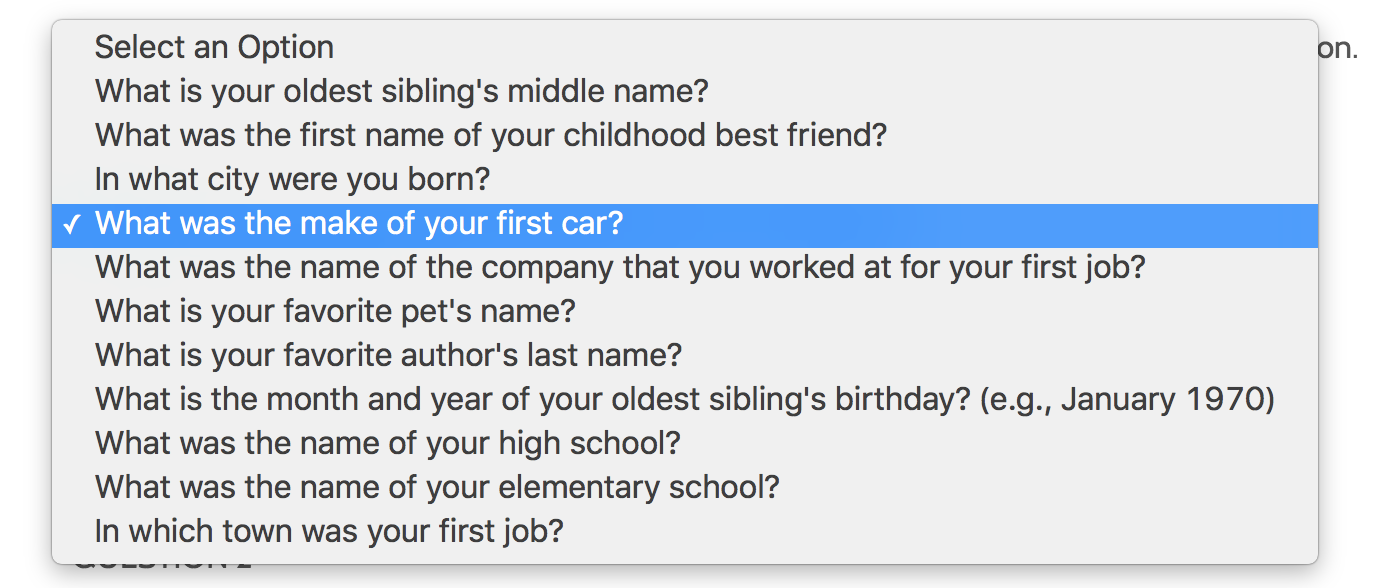 Select an Option
on.
What is your oldest sibling's middle name?
What was the first name of your childhood best friend?
In what city were you born?
✓ What was the make of your first car?
What was the name of the company that you worked at for your first job?
What is your favorite pet's name?
What is your favorite author's last name?
What is the month and year of your oldest sibling's birthday? (e.g., January 1970)
What was the name of your high school?
What was the name of your elementary school?
In which town was your first job?